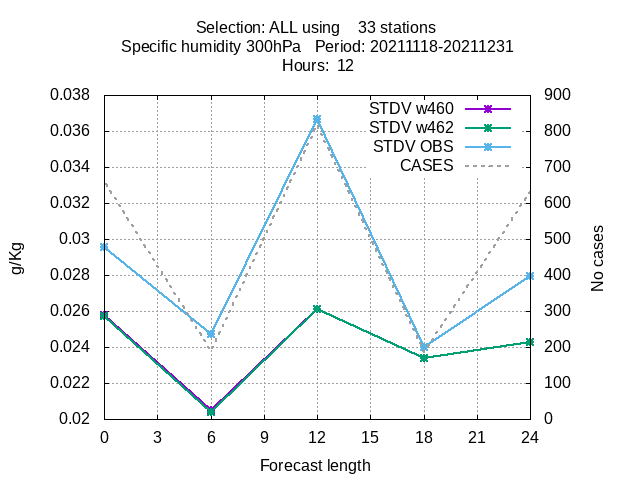 Selection: ALL using    33 stations
Specific humidity 300hPa   Period: 20211118-20211231
Hours:  12
0.038
0.036
0.034
0.032
0.03
0.028
0.026
0.024
0.022
0.02
g/Kg
STDV w460
STDV w462
STDV OBS
CASES
900
800
700
600
500
400
300
200
100
0
No cases
0 3 6 9 12 15 18 21 24
Forecast length